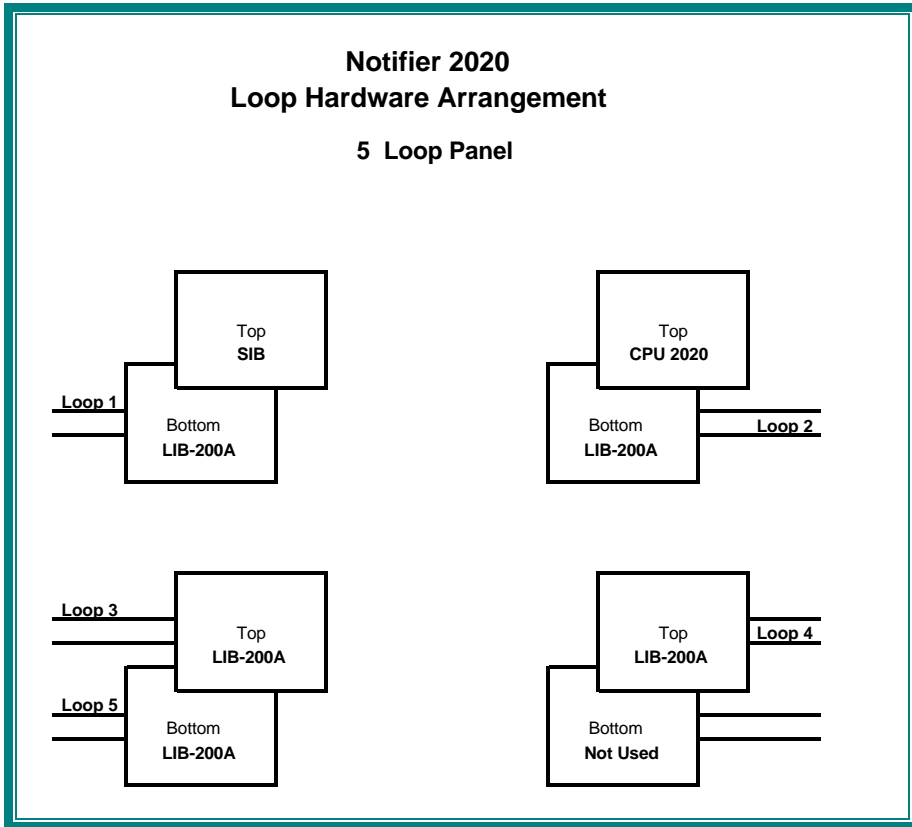 Notifier 2020
Loop Hardware Arrangement
5 Loop Panel
Top
SIB
Loop 1
Bottom
LIB-200A
Top
CPU 2020
Bottom
LIB-200A
Loop 2
Loop 3
Top
LIB-200A
Loop 5
Bottom
LIB-200A
Top
LIB-200A
Loop 4
Bottom
Not Used